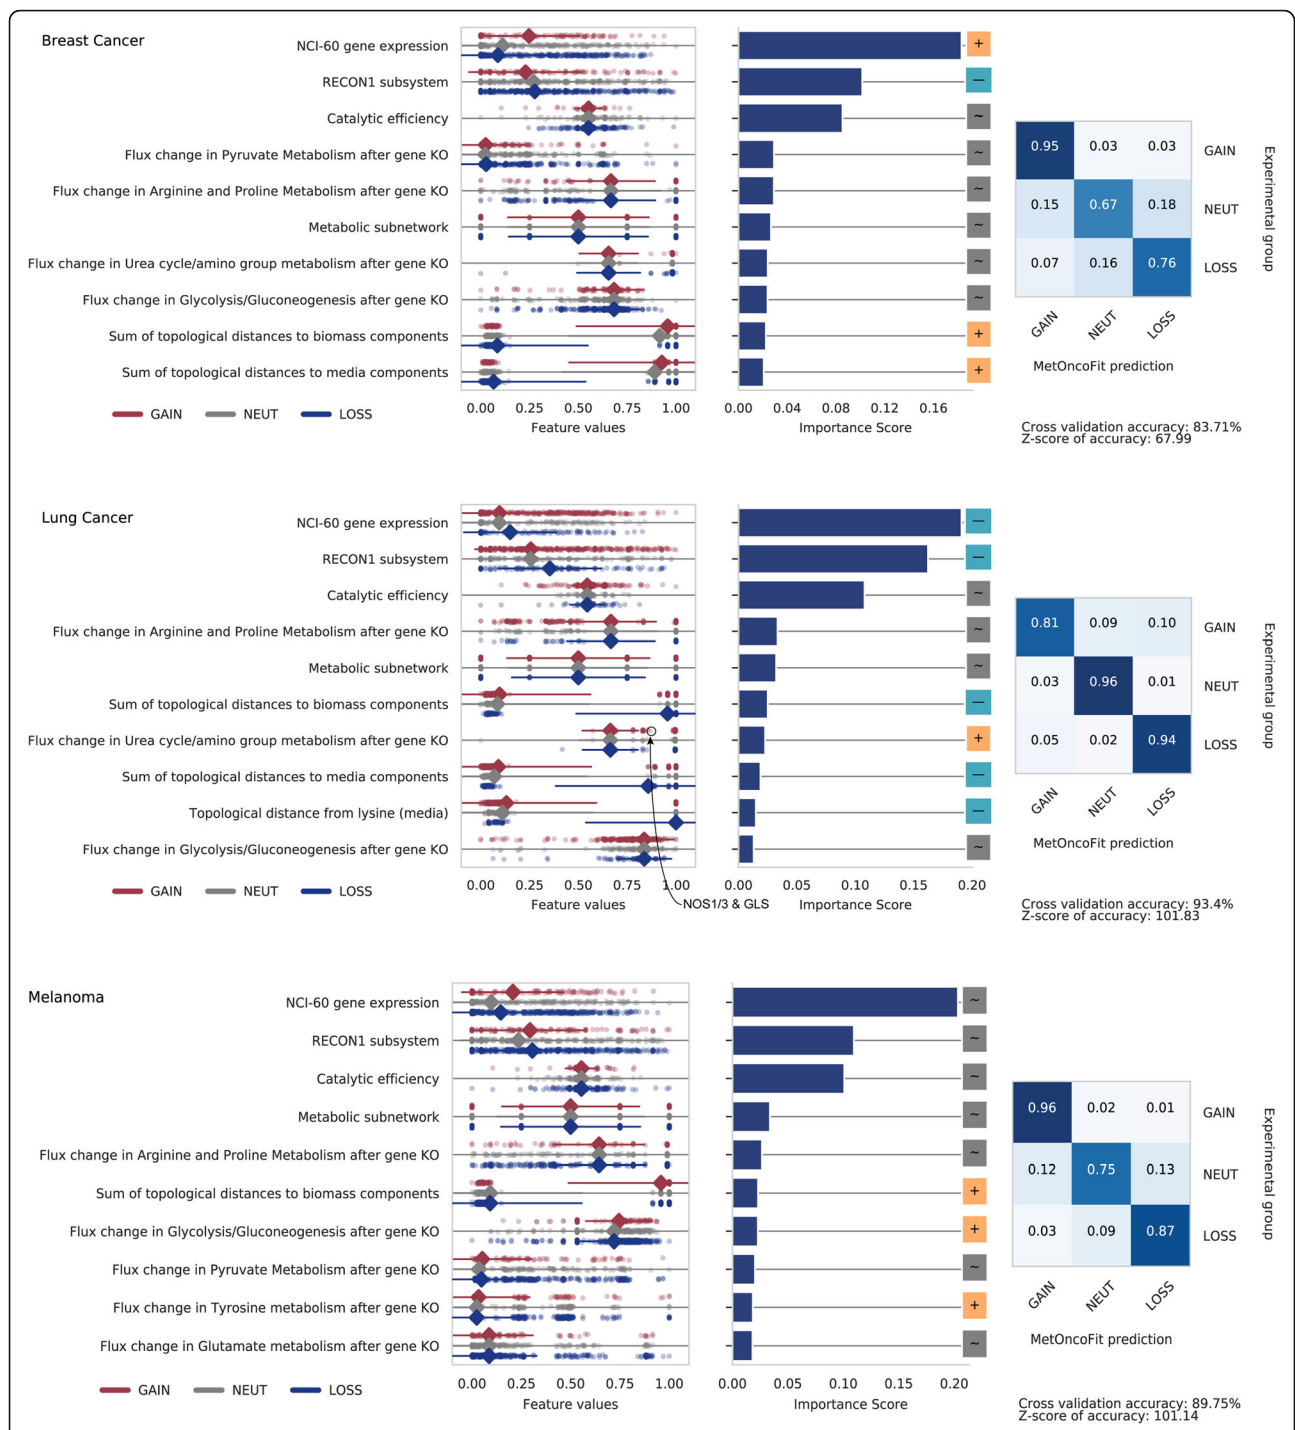 Breast Cancer
NCI-60 gene expression
+
RECON1 subsystem
—
Catalytic efficiency
~
Flux change in Pyruvate Metabolism after gene KO
~
Flux change in Arginine and Proline Metabolism after gene KO
~
Metabolic subnetwork
~
Flux change in Urea cycle/amino group metabolism after gene KO
~
Flux change in Glycolysis/Gluconeogenesis after gene KO
~
Sum of topological distances to biomass components
+
Sum of topological distances to media components
+
0.00 0.25 0.50 0.75 1.00
Feature values
GAIN NEUT LOSS
0.00 0.04 0.08 0.12 0.16
Importance Score
0.95 0.03 0.03 GAIN
0.15 0.67 0.18 NEUT
0.07 0.16 0.76 LOSS
Experimental group
GAIN NEUT LOSS
MetOncoFit prediction
Cross validation accuracy: 83.71%
Z-score of accuracy: 67.99
Lung Cancer
NCI-60 gene expression
—
RECON1 subsystem
—
Catalytic efficiency
~
Flux change in Arginine and Proline Metabolism after gene KO
~
Metabolic subnetwork
~
Sum of topological distances to biomass components
—
Flux change in Urea cycle/amino group metabolism after gene KO
+
Sum of topological distances to media components
—
Topological distance from lysine (media)
—
Flux change in Glycolysis/Gluconeogenesis after gene KO
~
0.00 0.25 0.50 0.75 1.00
Feature values
NOS1/3 & GLS
GAIN NEUT LOSS
0.00 0.05 0.10 0.15 0.20
Importance Score
0.81 0.09 0.10 GAIN
0.03 0.96 0.01 NEUT
0.05 0.02 0.94 LOSS
Experimental group
GAIN NEUT LOSS
MetOncoFit prediction
Cross validation accuracy: 93.4%
Z-score of accuracy: 101.83
Melanoma
NCI-60 gene expression
~
RECON1 subsystem
~
Catalytic efficiency
~
Metabolic subnetwork
~
Flux change in Arginine and Proline Metabolism after gene KO
~
Sum of topological distances to biomass components
+
Flux change in Glycolysis/Gluconeogenesis after gene KO
+
Flux change in Pyruvate Metabolism after gene KO
~
Flux change in Tyrosine metabolism after gene KO
+
Flux change in Glutamate metabolism after gene KO
~
0.00 0.25 0.50 0.75 1.00
Feature values
GAIN NEUT LOSS
0.00 0.05 0.10 0.15 0.20
Importance Score
0.96 0.02 0.01 GAIN
0.12 0.75 0.13 NEUT
0.03 0.09 0.87 LOSS
Experimental group
GAIN NEUT LOSS
MetOncoFit prediction
Cross validation accuracy: 89.75%
Z-score of accuracy: 101.14